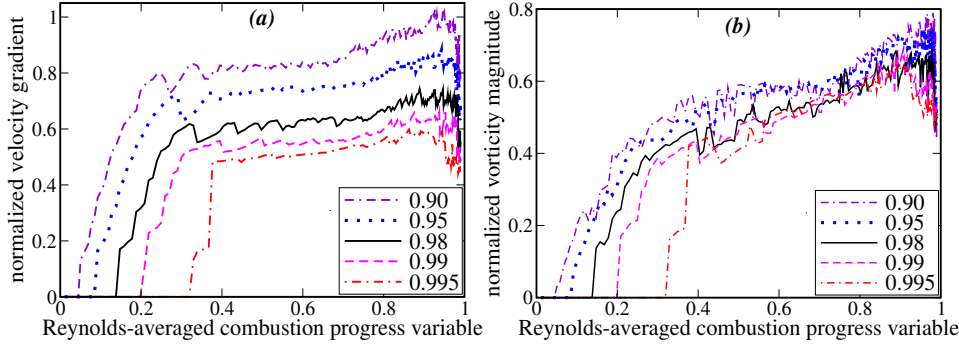 (a)
normalized velocity gradient
1
0.8
0.6
0.4
0.2
0
0.90
0.95
0.98
0.99
0.995
0 0.2 0.4 0.6 0.8 1
Reynolds-averaged combustion progress variable
(b)
normalized vorticity magnitude
0.8
0.6
0.4
0.2
0
0.90
0.95
0.98
0.99
0.995
0 0.2 0.4 0.6 0.8 1
Reynolds-averaged combustion progress variable